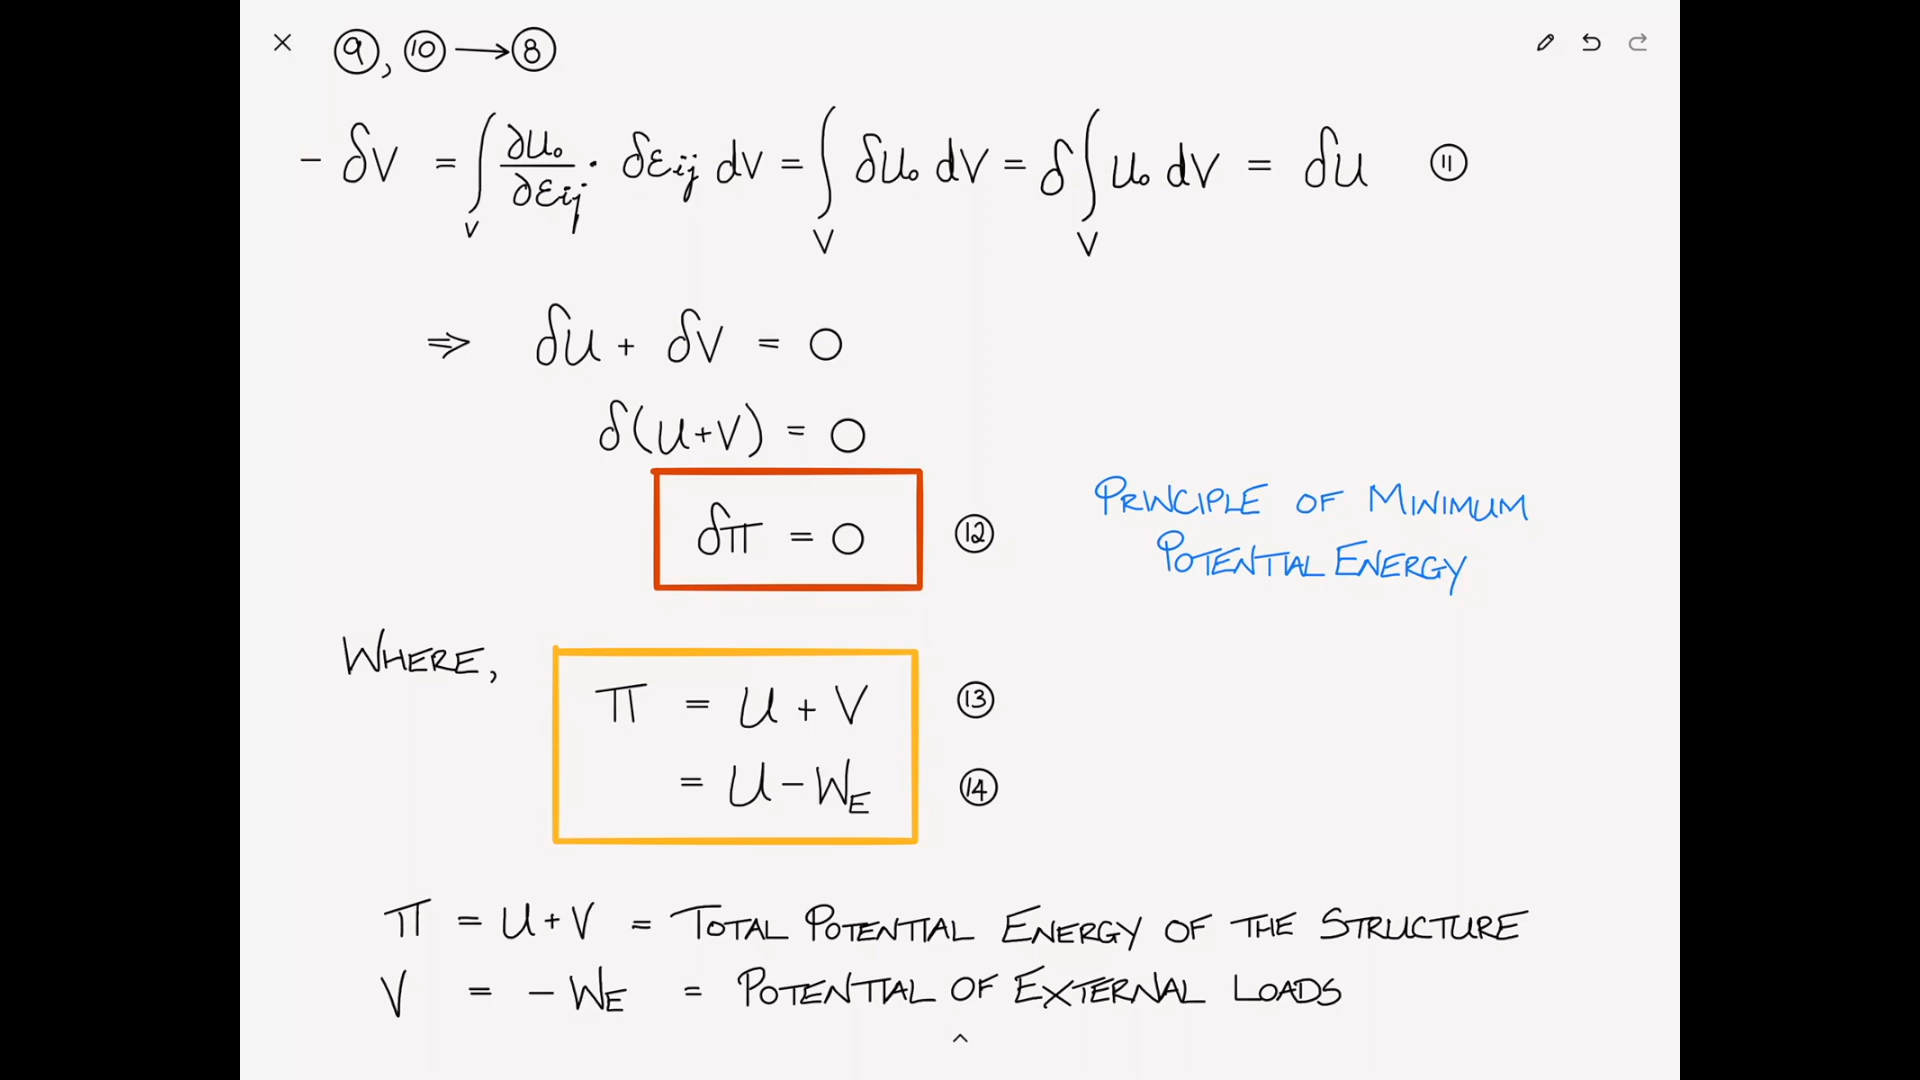 ⑨, ⑩ → ⑧
- δV = ∫_V ∂U₀/∂εij · δεij dV = ∫_V δU₀ dV = δ∫_V U₀ dV = δU ⑪
⇒ δU + δV = 0
δ(U+V) = 0
δπ = 0 ⑫
PRINCIPLE OF MINIMUM
POTENTIAL ENERGY
WHERE,
π = U + V ⑬
= U - W_E ⑭
π = U+V = TOTAL POTENTIAL ENERGY OF THE STRUCTURE
V = - W_E = POTENTIAL OF EXTERNAL LOADS